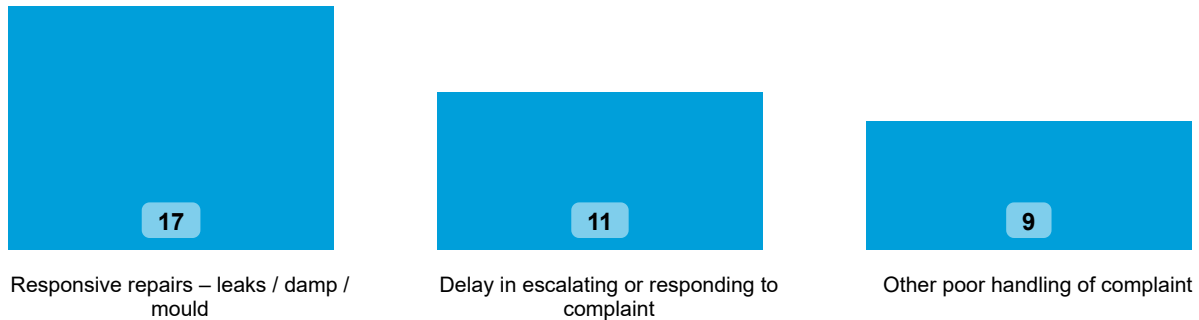 17
11
9
Responsive repairs – leaks / damp /
mould
Delay in escalating or responding to
complaint
Other poor handling of complaint